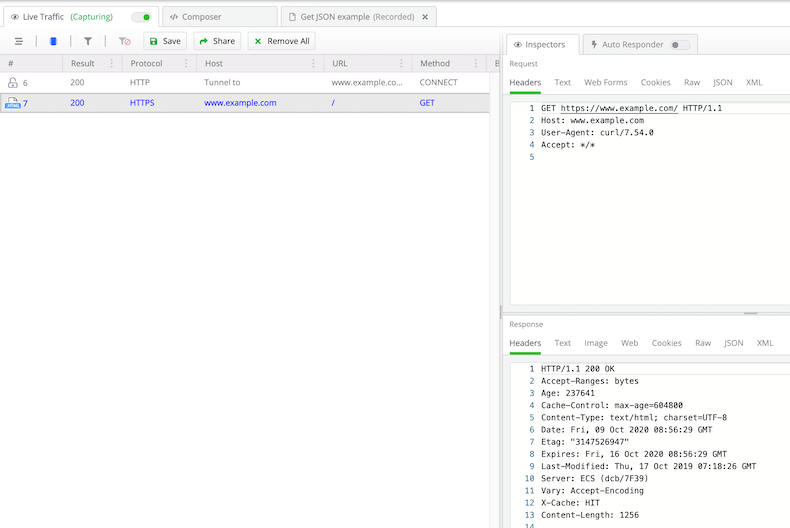 Live Traffic (Capturing) Composer Get JSON example (Recorded)
Save Share Remove All
# Result Protocol Host URL Method B
6 200 HTTP Tunnel to www.example.co... CONNECT
7 200 HTTPS www.example.com / GET
Inspectors Auto Responder
Request
Headers Text Web Forms Cookies Raw JSON XML
1 GET https://www.example.com/ HTTP/1.1
2 Host: www.example.com
3 User-Agent: curl/7.54.0
4 Accept: */*
5
Response
Headers Text Image Web Cookies Raw JSON XML
1 HTTP/1.1 200 OK
2 Accept-Ranges: bytes
3 Age: 237641
4 Cache-Control: max-age=604800
5 Content-Type: text/html; charset=UTF-8
6 Date: Fri, 09 Oct 2020 08:56:29 GMT
7 Etag: "3147526947"
8 Expires: Fri, 16 Oct 2020 08:56:29 GMT
9 Last-Modified: Thu, 17 Oct 2019 07:18:26 GMT
10 Server: ECS (dcb/7F39)
11 Vary: Accept-Encoding
12 X-Cache: HIT
13 Content-Length: 1256
14